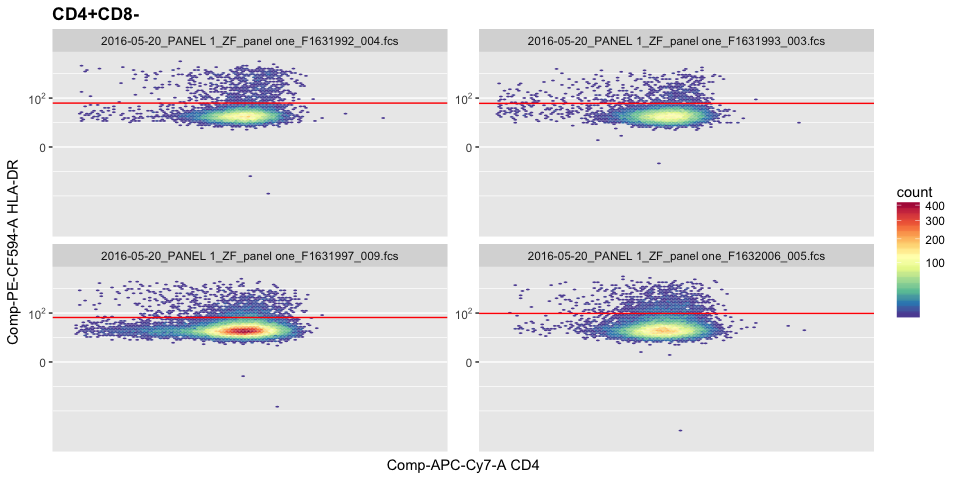 CD4+CD8-
2016-05-20_PANEL 1_ZF_panel one_F1631992_004.fcs
2016-05-20_PANEL 1_ZF_panel one_F1631993_003.fcs
10²
0
10²
0
2016-05-20_PANEL 1_ZF_panel one_F1631997_009.fcs
2016-05-20_PANEL 1_ZF_panel one_F1632006_005.fcs
10²
0
10²
0
Comp-PE-CF594-A HLA-DR
Comp-APC-Cy7-A CD4
count
400
300
200
100